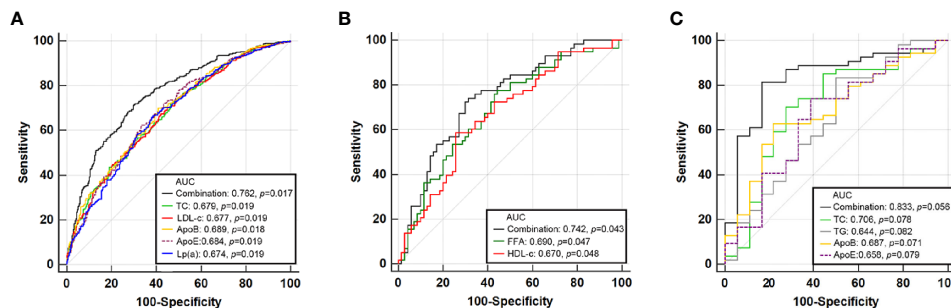 A
Sensitivity
100
80
60
40
20
0
0 20 40 60 80 100
100-Specificity
AUC
Combination: 0.762, p=0.017
TC: 0.679, p=0.019
LDL-c: 0.677, p=0.019
ApoB: 0.689, p=0.018
ApoE:0.684, p=0.019
Lp(a): 0.674, p=0.019
B
Sensitivity
100
80
60
40
20
0
0 20 40 60 80 100
100-Specificity
AUC
Combination: 0.742, p=0.043
FFA: 0.690, p=0.047
HDL-c: 0.670, p=0.048
C
Sensitivity
100
80
60
40
20
0
0 20 40 60 80 100
100-Specificity
AUC
Combination: 0.833, p=0.056
TC: 0.706, p=0.078
TG: 0.644, p=0.082
ApoB: 0.687, p=0.071
ApoE:0.658, p=0.079